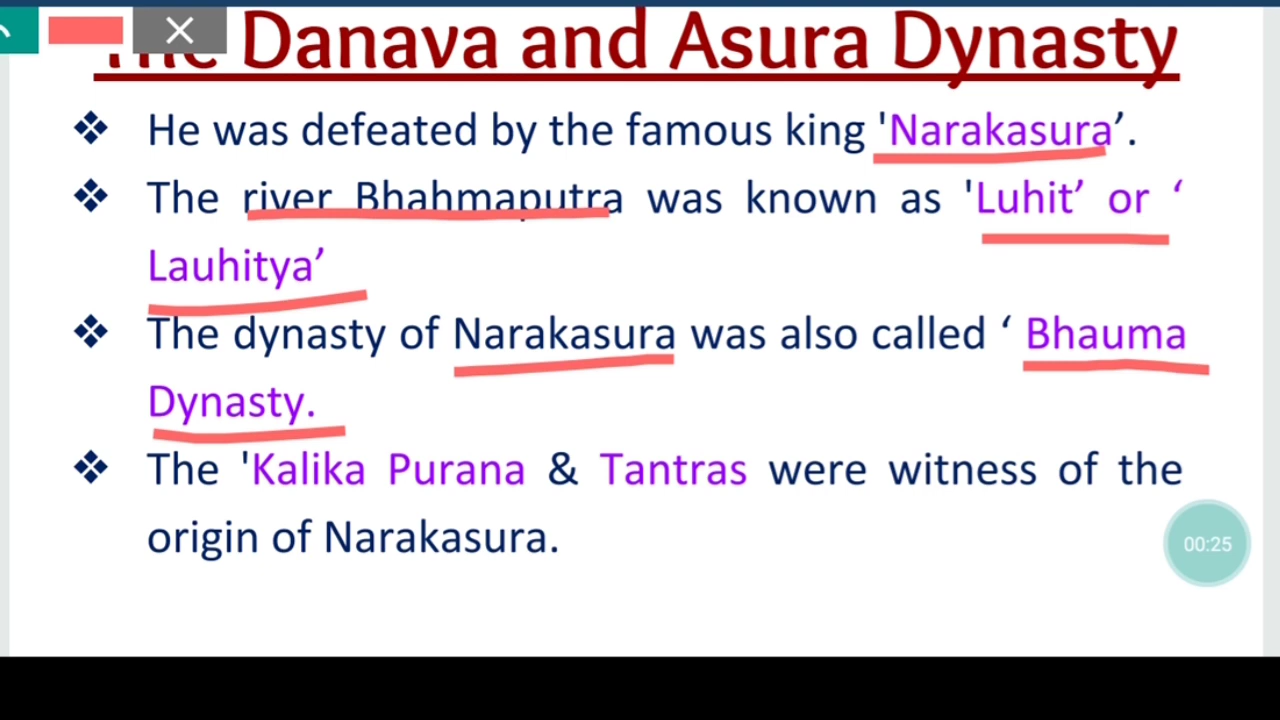 The Danava and Asura Dynasty
❖ He was defeated by the famous king 'Narakasura’.
❖ The river Bhahmaputra was known as 'Luhit’ or ‘
Lauhitya’
❖ The dynasty of Narakasura was also called ‘ Bhauma
Dynasty.
❖ The 'Kalika Purana & Tantras were witness of the
origin of Narakasura.
00:25